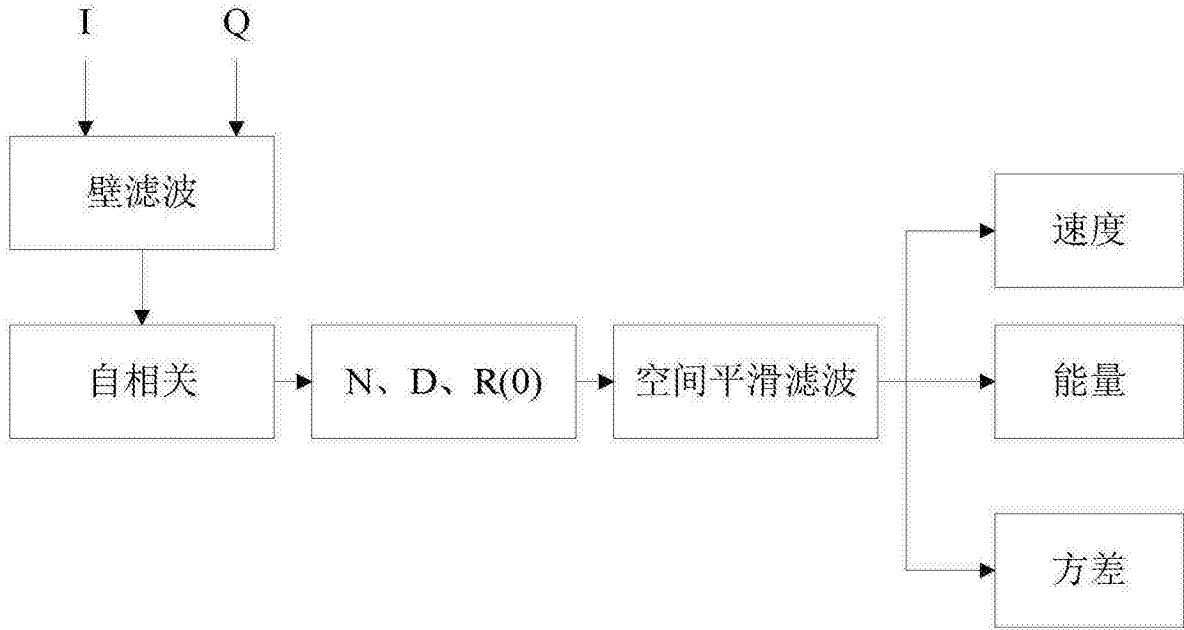 I Q
壁滤波
速度
自相关
N、D、R(0)
空间平滑滤波
能量
方差